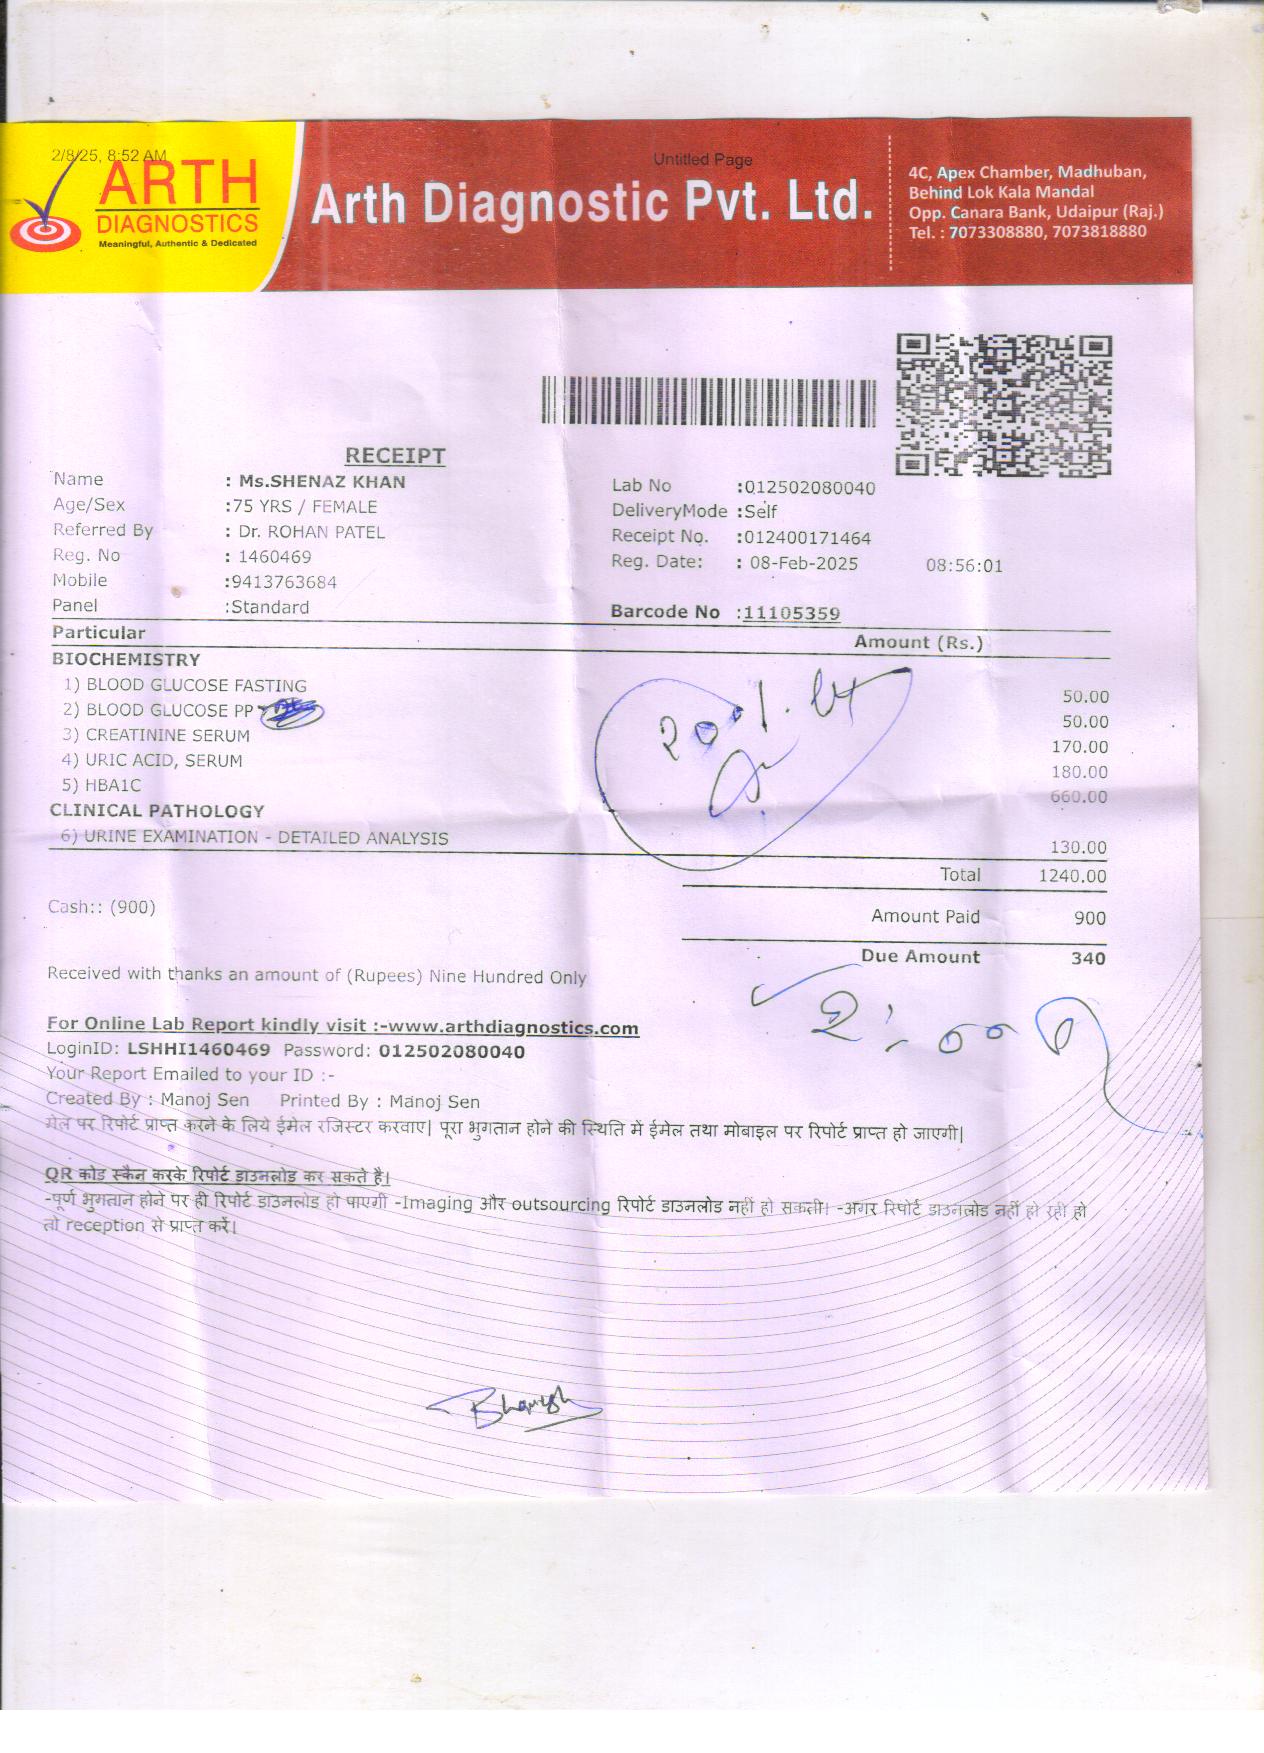 2/8/25, 8:52 AM
Untitled Page
ARTH
DIAGNOSTICS
Meaningful, Authentic & Dedicated
Arth Diagnostic Pvt. Ltd.
4C, Apex Chamber, Madhuban,
Behind Lok Kala Mandal
Opp. Canara Bank, Udaipur (Raj.)
Tel. : 7073308880, 7073818880
RECEIPT
Name : Ms.SHENAZ KHAN
Age/Sex :75 YRS / FEMALE
Referred By : Dr. ROHAN PATEL
Reg. No : 1460469
Mobile :9413763684
Panel :Standard
Lab No :012502080040
DeliveryMode :Self
Receipt No. :012400171464
Reg. Date: : 08-Feb-2025 08:56:01
Barcode No :11105359
Particular Amount (Rs.)
BIOCHEMISTRY
1) BLOOD GLUCOSE FASTING 50.00
2) BLOOD GLUCOSE PP 50.00
3) CREATININE SERUM 170.00
4) URIC ACID, SERUM 180.00
5) HBA1C 660.00
CLINICAL PATHOLOGY
6) URINE EXAMINATION - DETAILED ANALYSIS 130.00
Total 1240.00
Cash:: (900)
Amount Paid 900
Due Amount 340
Received with thanks an amount of (Rupees) Nine Hundred Only
For Online Lab Report kindly visit :-www.arthdiagnostics.com
LoginID: LSHHI1460469 Password: 012502080040
Your Report Emailed to your ID :-
Created By : Manoj Sen Printed By : Manoj Sen
मेल पर रिपोर्ट प्राप्त करने के लिये ईमेल रजिस्टर करवाए| पूरा भुगतान होने की स्थिति में ईमेल तथा मोबाइल पर रिपोर्ट प्राप्त हो जाएगी|
QR कोड स्कैन करके रिपोर्ट डाउनलोड कर सकते है|
-पूर्ण भुगतान होने पर ही रिपोर्ट डाउनलोड हो पाएगी -Imaging और outsourcing रिपोर्ट डाउनलोड नहीं हो सकती| -अगर रिपोर्ट डाउनलोड नहीं हो रही हो
तो reception से प्राप्त करें|